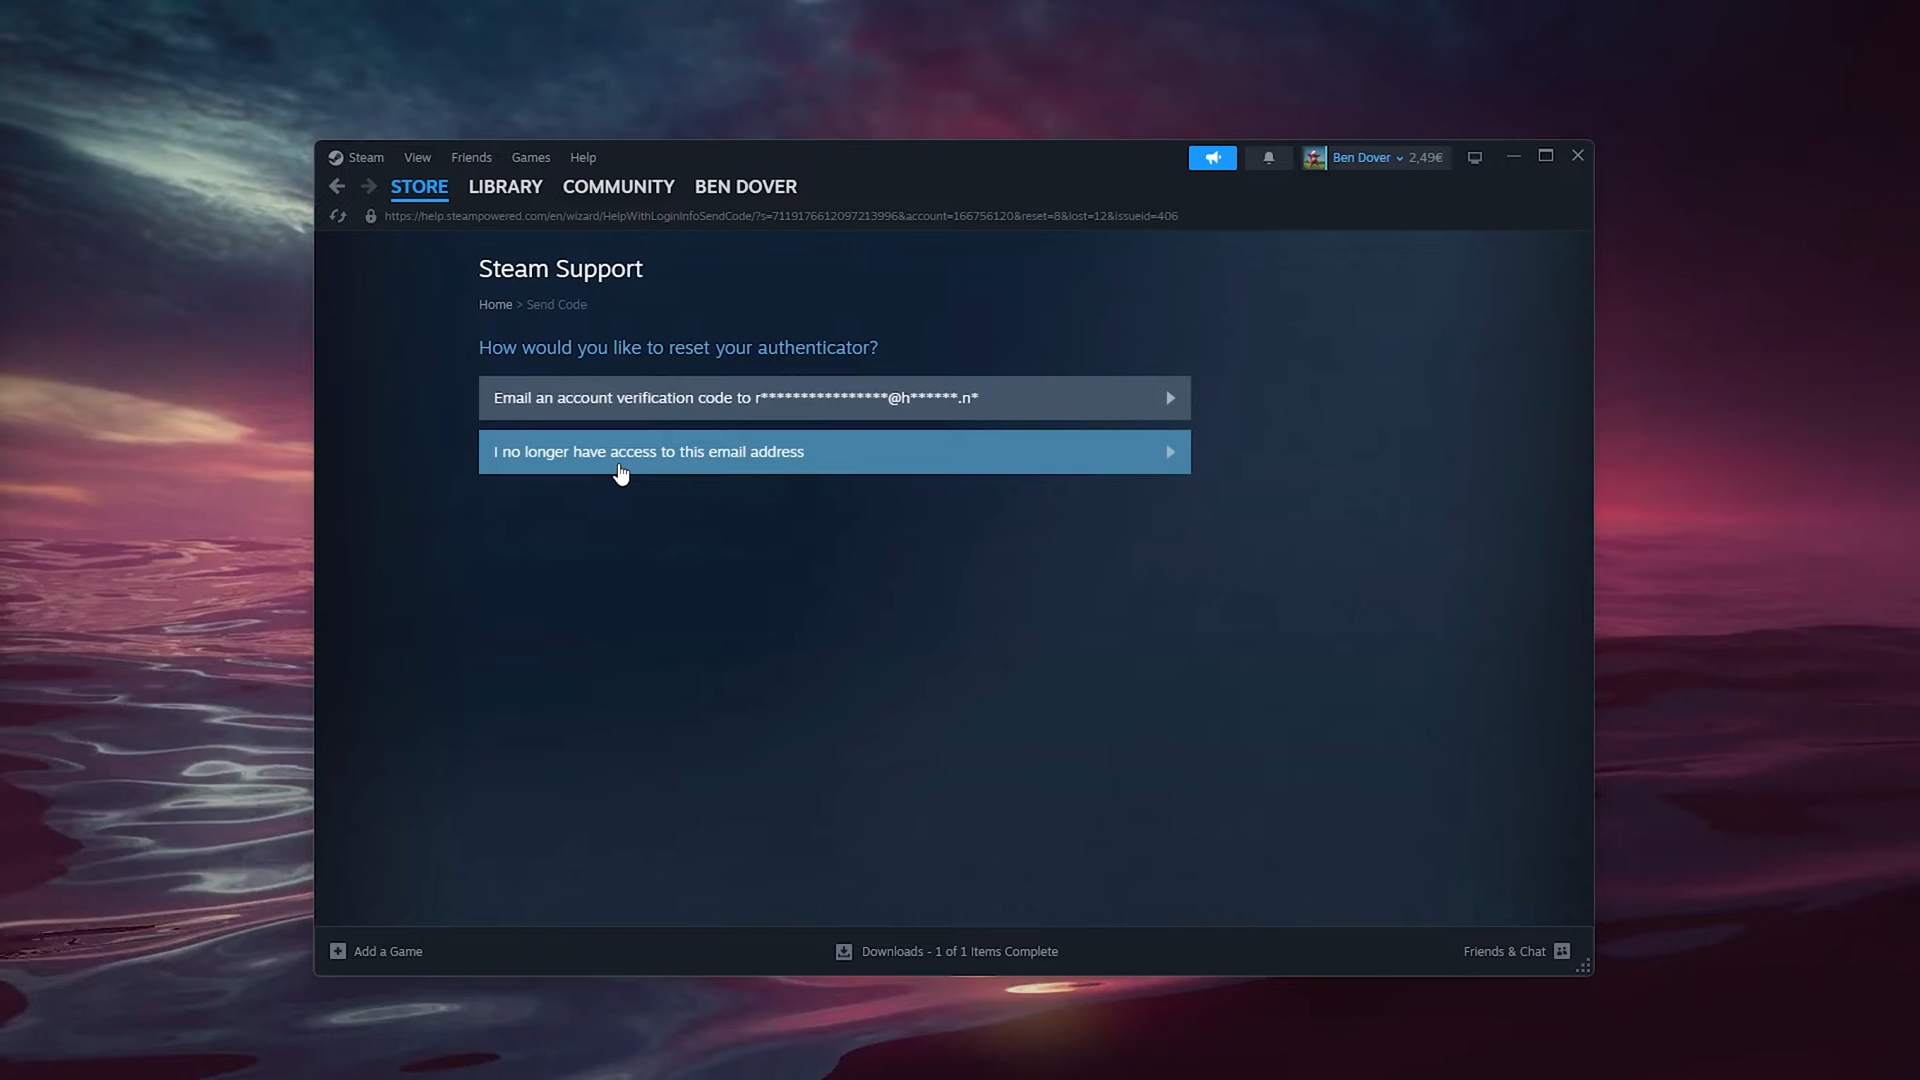 Steam View Friends Games Help Ben Dover 2,49€
STORE LIBRARY COMMUNITY BEN DOVER
https://help.steampowered.com/en/wizard/HelpWithLoginInfoSendCode/?s=7119176612097213996&account=166756120&reset=8&lost=12&issueid=406
Steam Support
Home > Send Code
How would you like to reset your authenticator?
Email an account verification code to r****************@h******.n*
I no longer have access to this email address
Add a Game Downloads - 1 of 1 Items Complete Friends & Chat